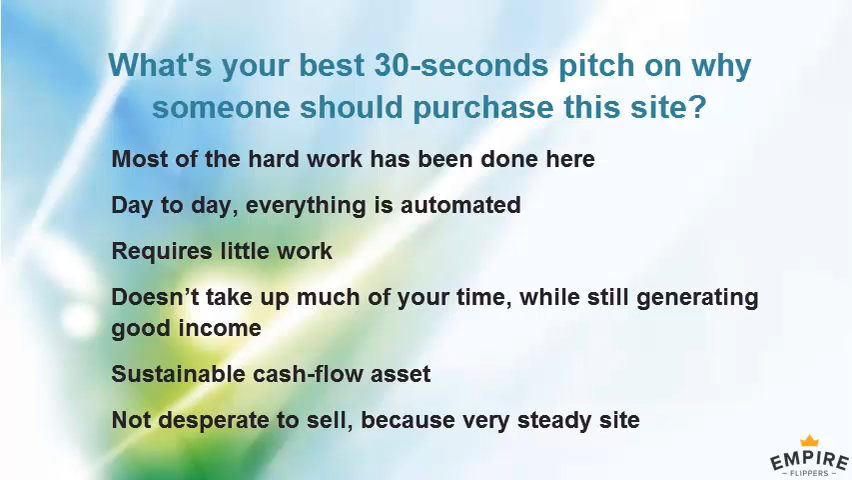 What's your best 30-seconds pitch on why
someone should purchase this site?
Most of the hard work has been done here
Day to day, everything is automated
Requires little work
Doesn’t take up much of your time, while still generating
good income
Sustainable cash-flow asset
Not desperate to sell, because very steady site
EMPIRE
FLIPPERS